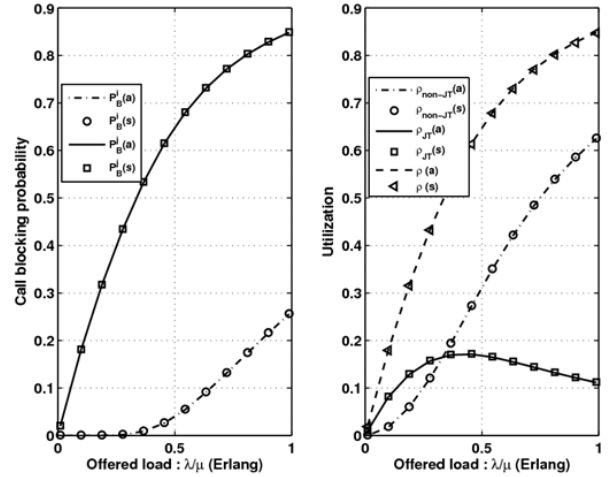 0.9
0.8
0.7
0.6
0.5
0.4
0.3
0.2
0.1
0
Call blocking probability
P_B^i(a)
P_B^i(s)
P_B^j(a)
P_B^j(s)
0 0.5 1
Offered load : λ/μ (Erlang)
0.9
0.8
0.7
0.6
0.5
0.4
0.3
0.2
0.1
0
Utilization
ρ_non−JT(a)
ρ_non−JT(s)
ρ_JT(a)
ρ_JT(s)
ρ (a)
ρ (s)
0 0.5 1
Offered load : λ/μ (Erlang)